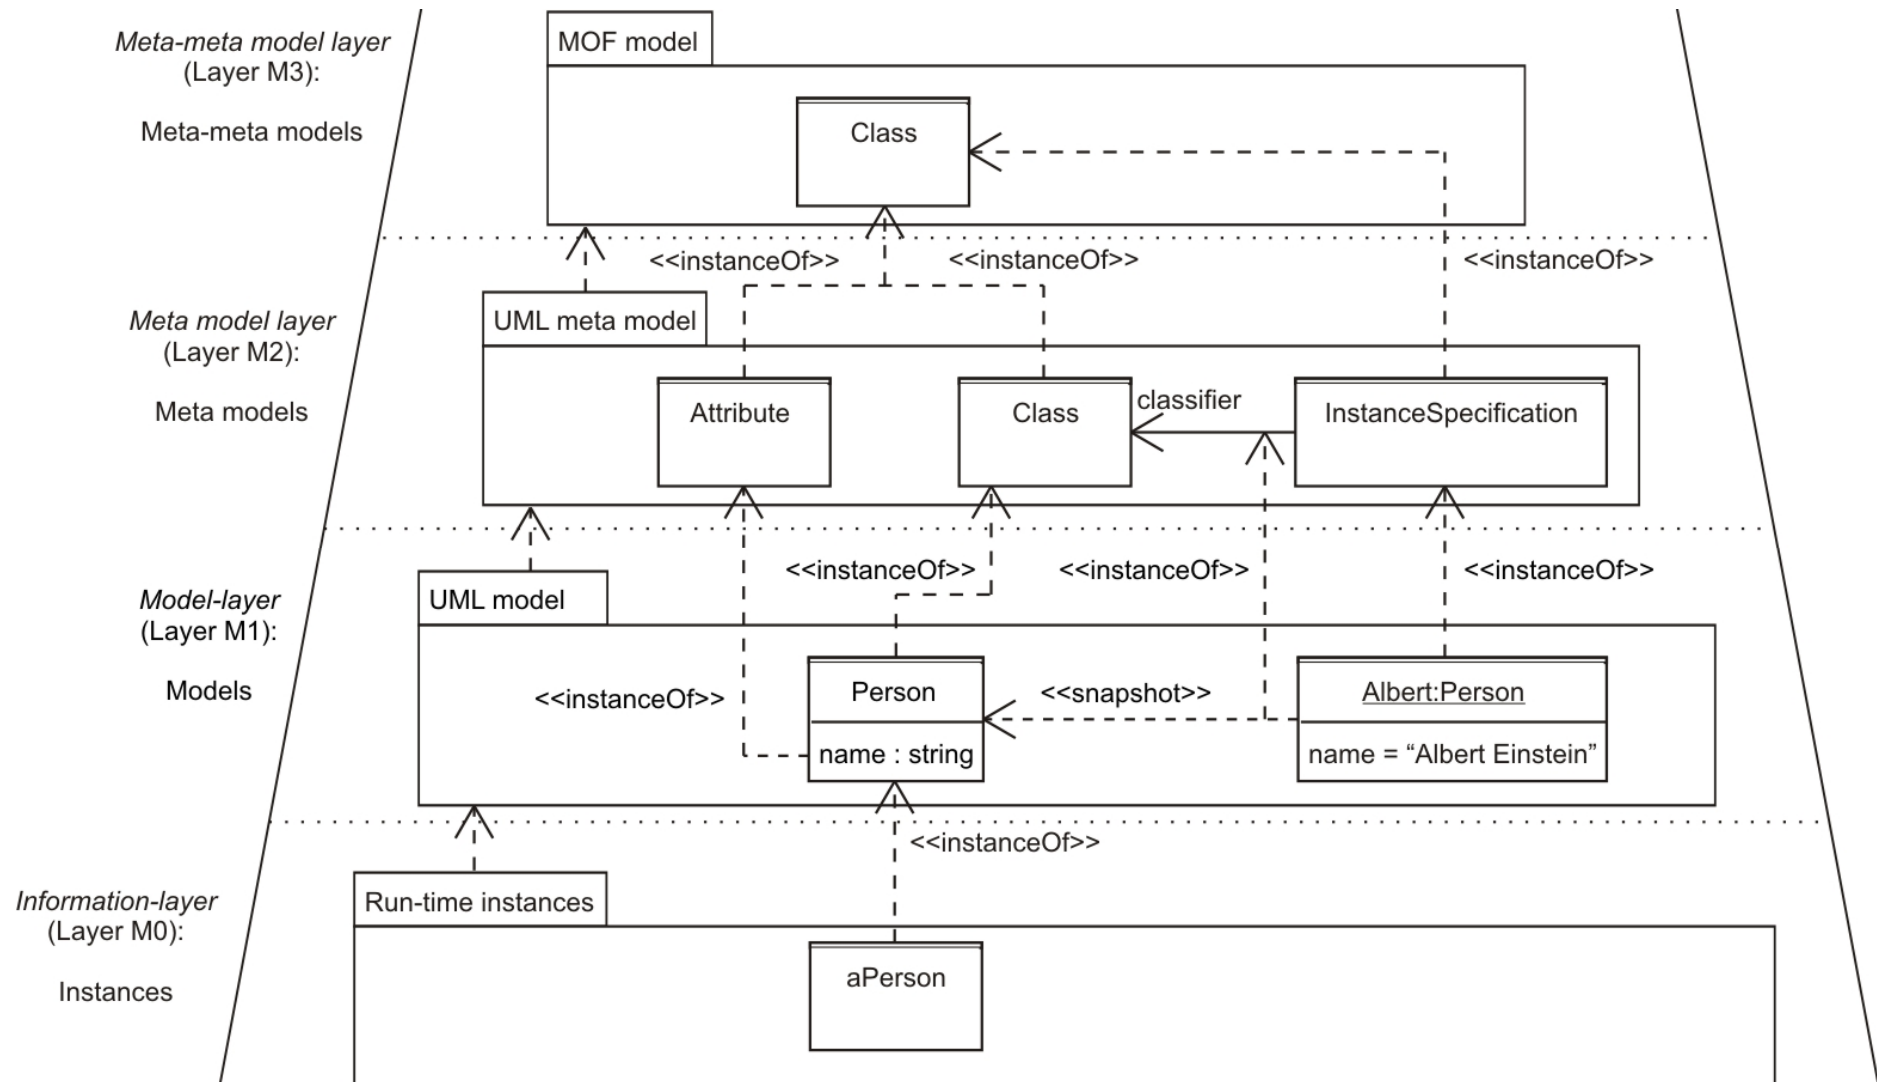 Meta-meta model layer
(Layer M3):
Meta-meta models
MOF model
Class
<<instanceOf>>
<<instanceOf>>
<<instanceOf>>
Meta model layer
(Layer M2):
Meta models
UML meta model
Attribute
Class
classifier
InstanceSpecification
<<instanceOf>>
<<instanceOf>>
<<instanceOf>>
Model-layer
(Layer M1):
Models
UML model
<<instanceOf>>
Person
name : string
<<snapshot>>
Albert:Person
name = “Albert Einstein”
<<instanceOf>>
Information-layer
(Layer M0):
Instances
Run-time instances
aPerson